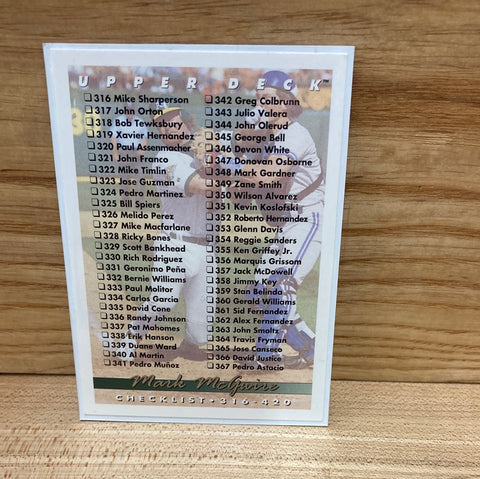 UPPER DECK™
316 Mike Sharperson
317 John Orton
318 Bob Tewksbury
319 Xavier Hernandez
320 Paul Assenmacher
321 John Franco
322 Mike Timlin
323 Jose Guzman
324 Pedro Martinez
325 Bill Spiers
326 Melido Perez
327 Mike Macfarlane
328 Ricky Bones
329 Scott Bankhead
330 Rich Rodriguez
331 Geronimo Peña
332 Bernie Williams
333 Paul Molitor
334 Carlos Garcia
335 David Cone
336 Randy Johnson
337 Pat Mahomes
338 Erik Hanson
339 Duane Ward
340 Al Martin
341 Pedro Muñoz
342 Greg Colbrunn
343 Julio Valera
344 John Olerud
345 George Bell
346 Devon White
347 Donovan Osborne
348 Mark Gardner
349 Zane Smith
350 Wilson Alvarez
351 Kevin Koslofski
352 Roberto Hernandez
353 Glenn Davis
354 Reggie Sanders
355 Ken Griffey Jr.
356 Marquis Grissom
357 Jack McDowell
358 Jimmy Key
359 Stan Belinda
360 Gerald Williams
361 Sid Fernandez
362 Alex Fernandez
363 John Smoltz
364 Travis Fryman
365 Jose Canseco
366 David Justice
367 Pedro Astacio
Mark McGwire
CHECKLIST • 316-420